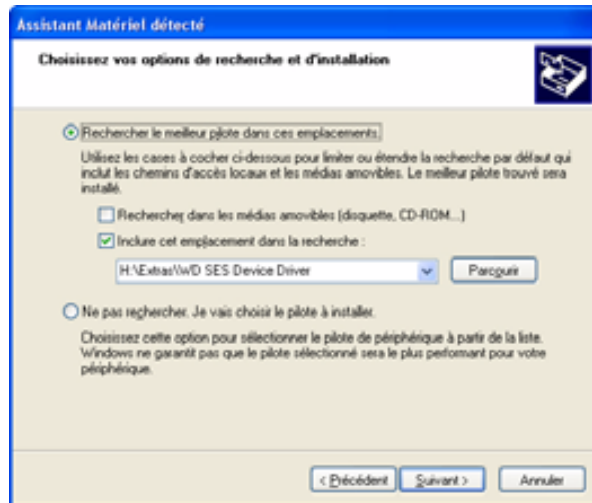 Assistant Matériel détecté
Choisissez vos options de recherche et d'installation
Rechercher le meilleur pilote dans ces emplacements.
Utilisez les cases à cocher ci-dessous pour limiter ou étendre la recherche par défaut qui
inclut les chemins d'accès locaux et les médias amovibles. Le meilleur pilote trouvé sera
installé.
Rechercher dans les médias amovibles (disquette, CD-ROM...)
Inclure cet emplacement dans la recherche :
H:\Extras\WD SES Device Driver
Parcourir
Ne pas rechercher. Je vais choisir le pilote à installer.
Choisissez cette option pour sélectionner le pilote de périphérique à partir de la liste.
Windows ne garantit pas que le pilote sélectionné sera le plus performant pour votre
périphérique.
< Précédent Suivant > Annuler